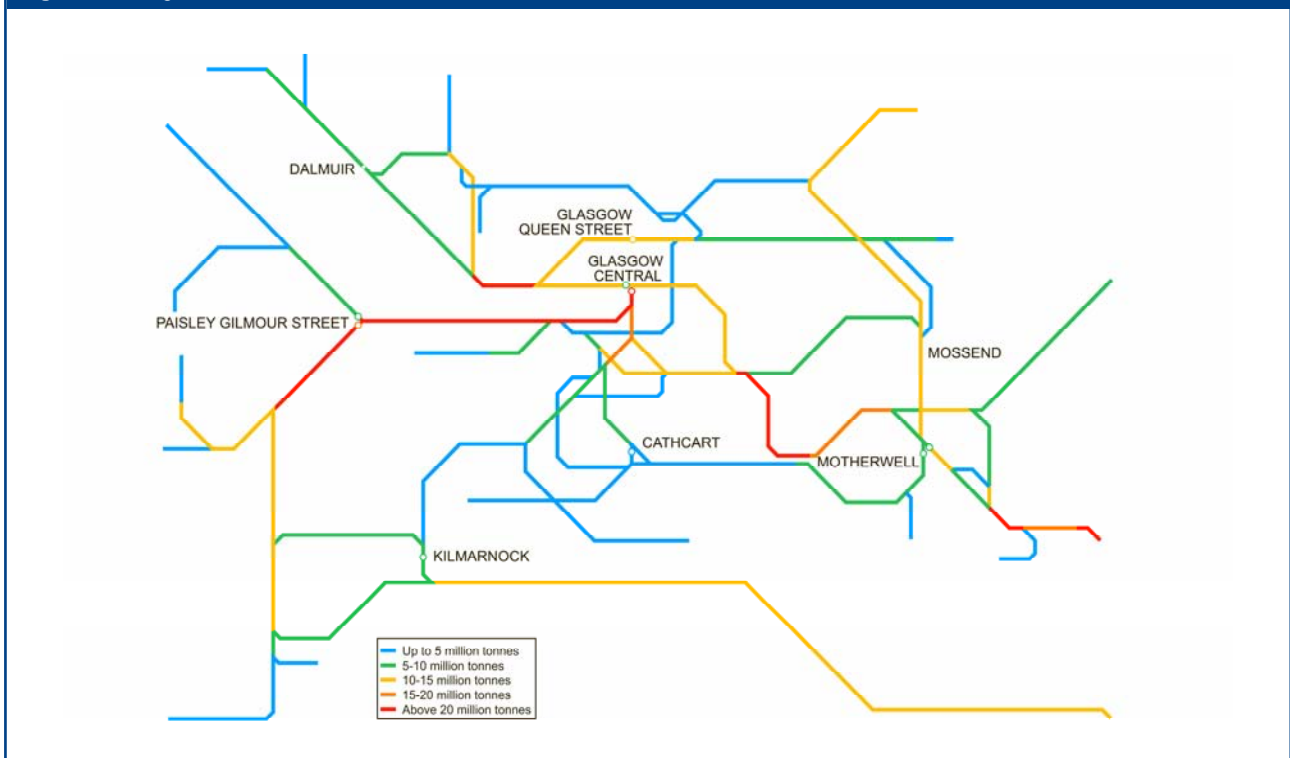 DALMUIR
GLASGOW
QUEEN STREET
GLASGOW
CENTRAL
PAISLEY GILMOUR STREET
MOSSEND
CATHCART
MOTHERWELL
KILMARNOCK
Up to 5 million tonnes
5-10 million tonnes
10-15 million tonnes
15-20 million tonnes
Above 20 million tonnes